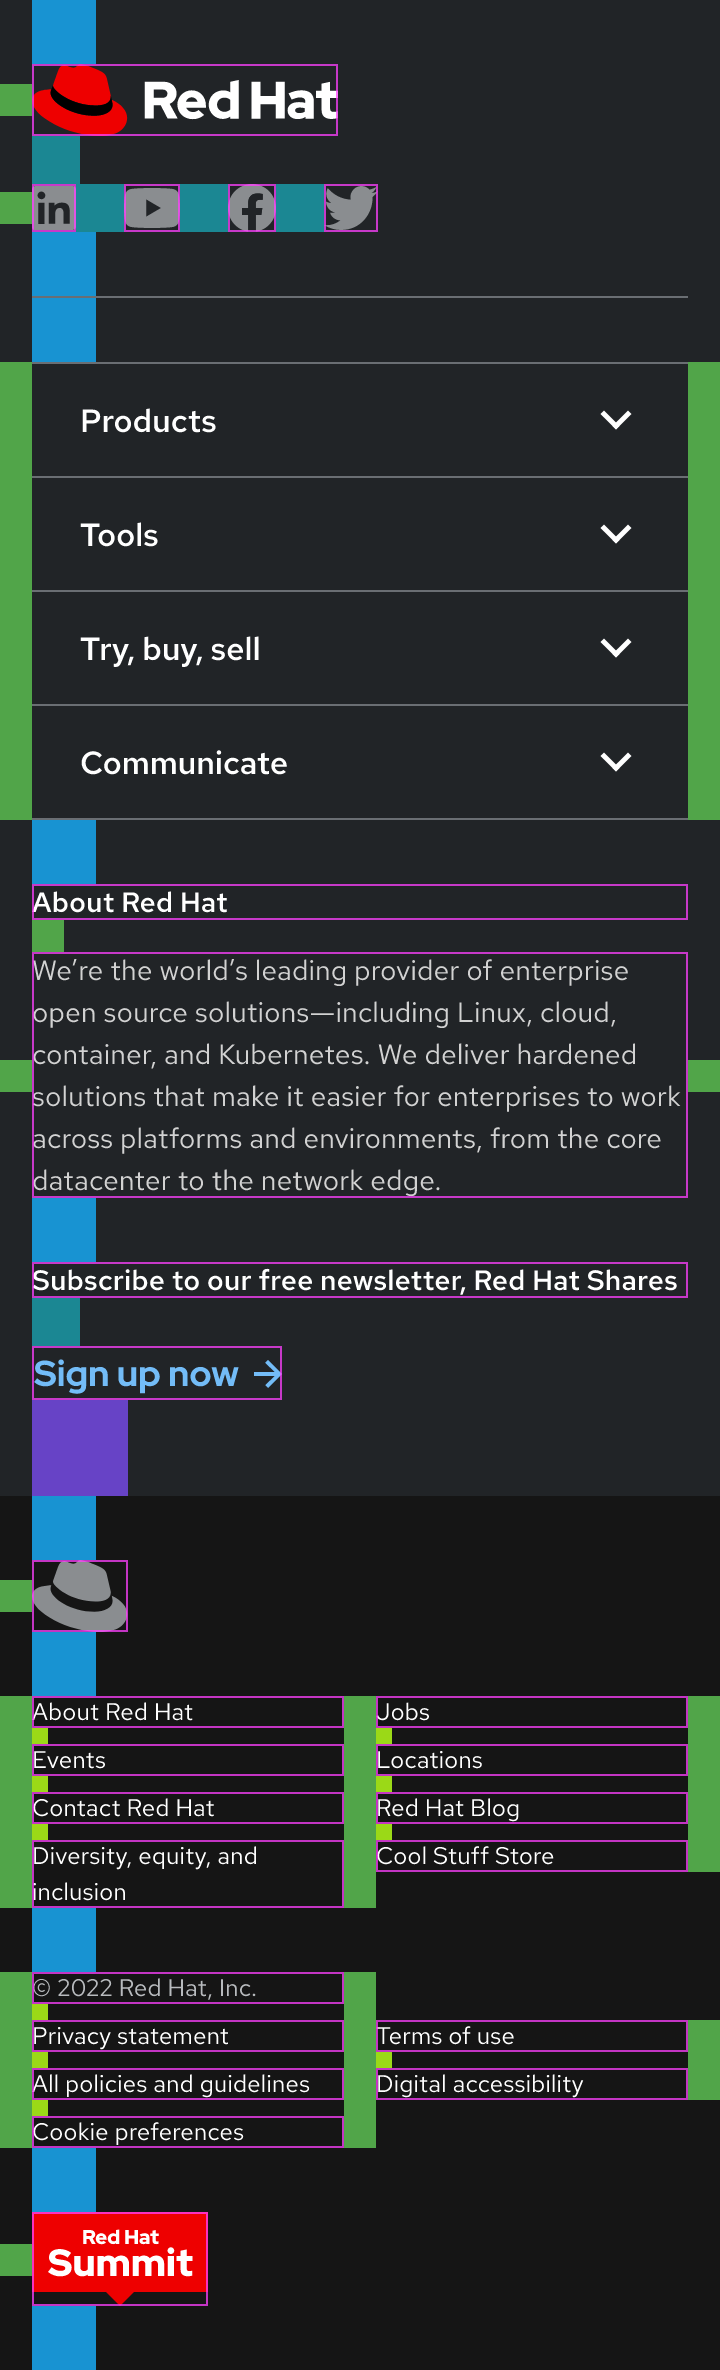 Red Hat
in
Products
Tools
Try, buy, sell
Communicate
About Red Hat
We’re the world’s leading provider of enterprise
open source solutions—including Linux, cloud,
container, and Kubernetes. We deliver hardened
solutions that make it easier for enterprises to work
across platforms and environments, from the core
datacenter to the network edge.
Subscribe to our free newsletter, Red Hat Shares
Sign up now →
About Red Hat
Events
Contact Red Hat
Diversity, equity, and
inclusion
Jobs
Locations
Red Hat Blog
Cool Stuff Store
© 2022 Red Hat, Inc.
Privacy statement
All policies and guidelines
Cookie preferences
Terms of use
Digital accessibility
Red Hat
Summit